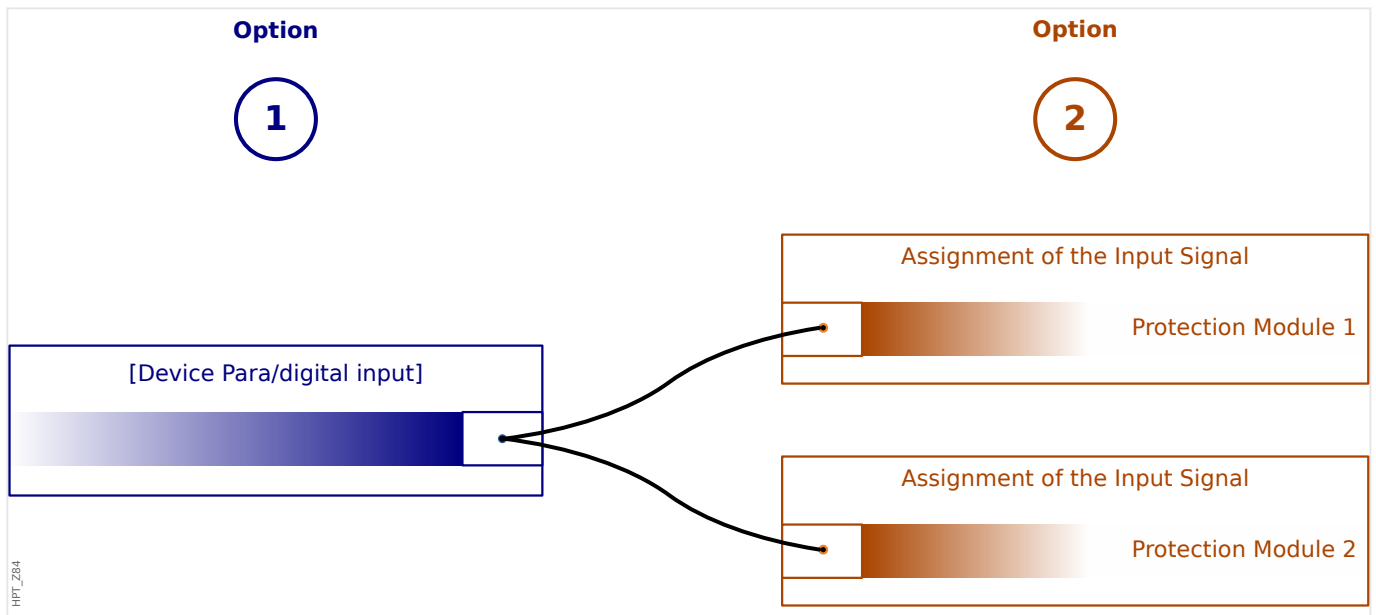 Option
1
Option
2
Assignment of the Input Signal
Protection Module 1
[Device Para/digital input]
Assignment of the Input Signal
Protection Module 2
HPT_Z84